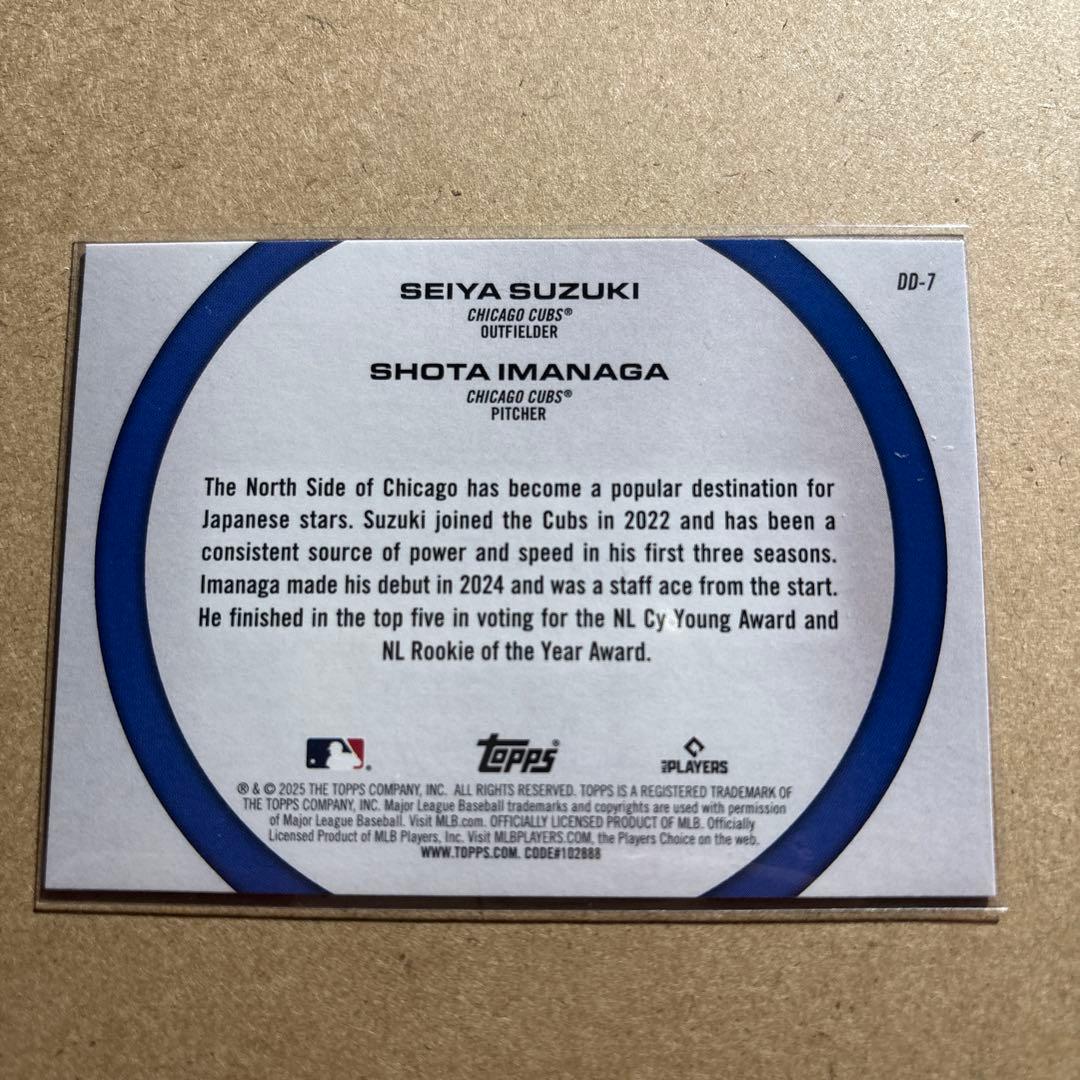 DD-7
SEIYA SUZUKI
CHICAGO CUBS®
OUTFIELDER
SHOTA IMANAGA
CHICAGO CUBS®
PITCHER
The North Side of Chicago has become a popular destination for
Japanese stars. Suzuki joined the Cubs in 2022 and has been a
consistent source of power and speed in his first three seasons.
Imanaga made his debut in 2024 and was a staff ace from the start.
He finished in the top five in voting for the NL Cy Young Award and
NL Rookie of the Year Award.
topps®
MLB PLAYERS
® & © 2025 THE TOPPS COMPANY, INC. ALL RIGHTS RESERVED. TOPPS IS A REGISTERED TRADEMARK OF
THE TOPPS COMPANY, INC. Major League Baseball trademarks and copyrights are used with permission
of Major League Baseball. Visit MLB.com. OFFICIALLY LICENSED PRODUCT OF MLB. Officially
Licensed Product of MLB Players, Inc. Visit MLBPLAYERS.COM, the Players Choice on the web.
WWW.TOPPS.COM. CODE#102888